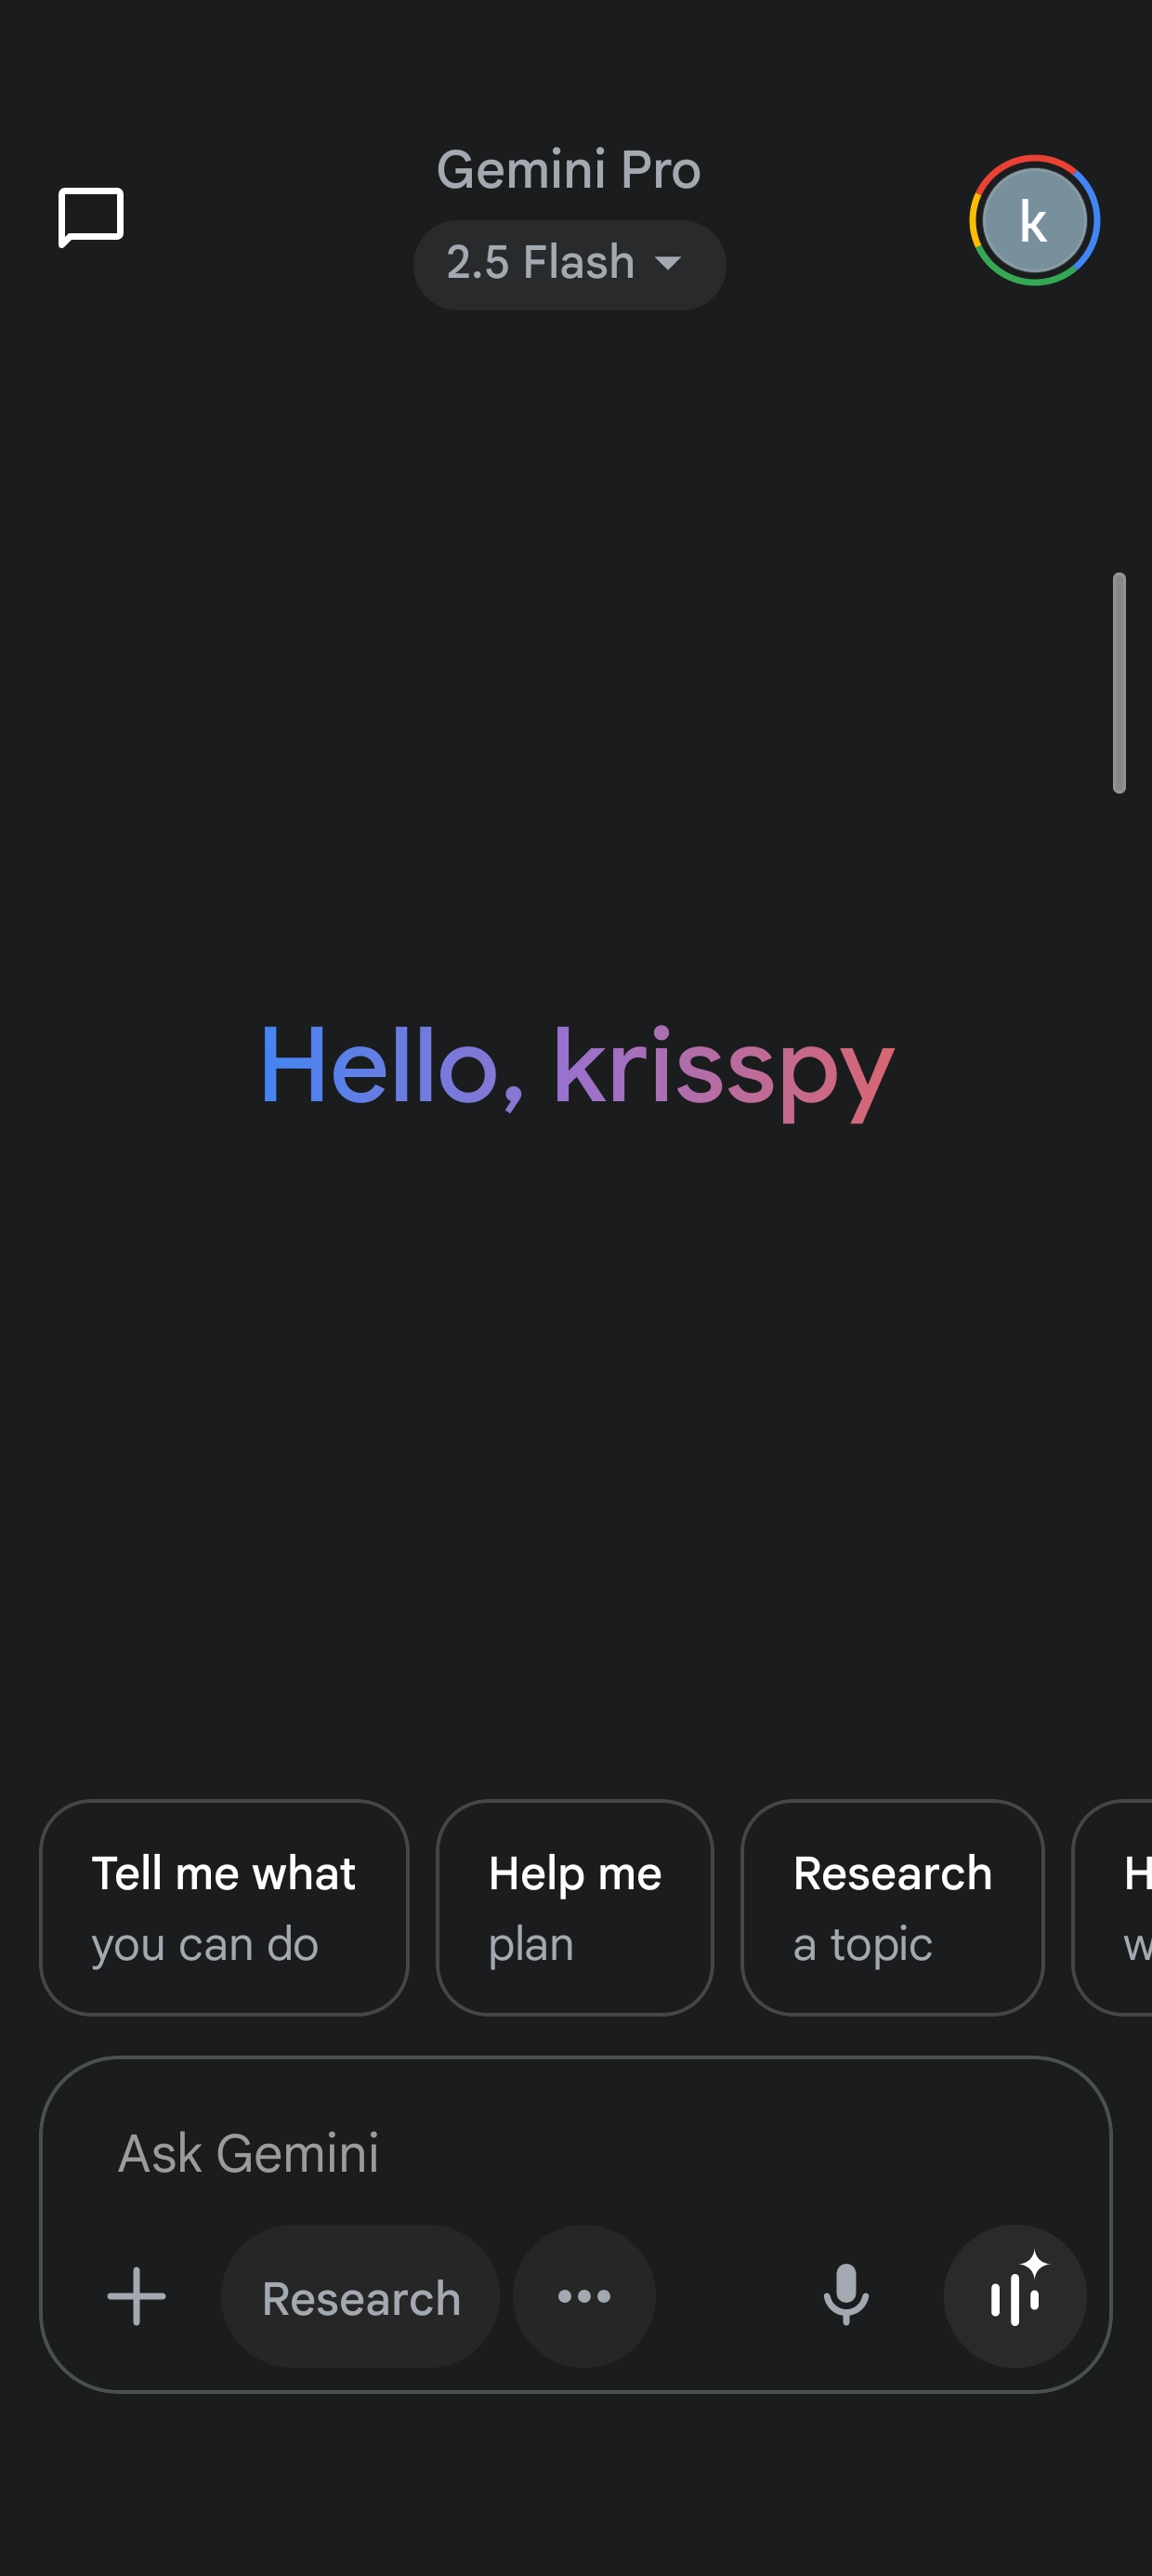 Gemini Pro
2.5 Flash
k
Hello, krisspy
Tell me what
you can do
Help me
plan
Research
a topic
H
w
Ask Gemini
Research